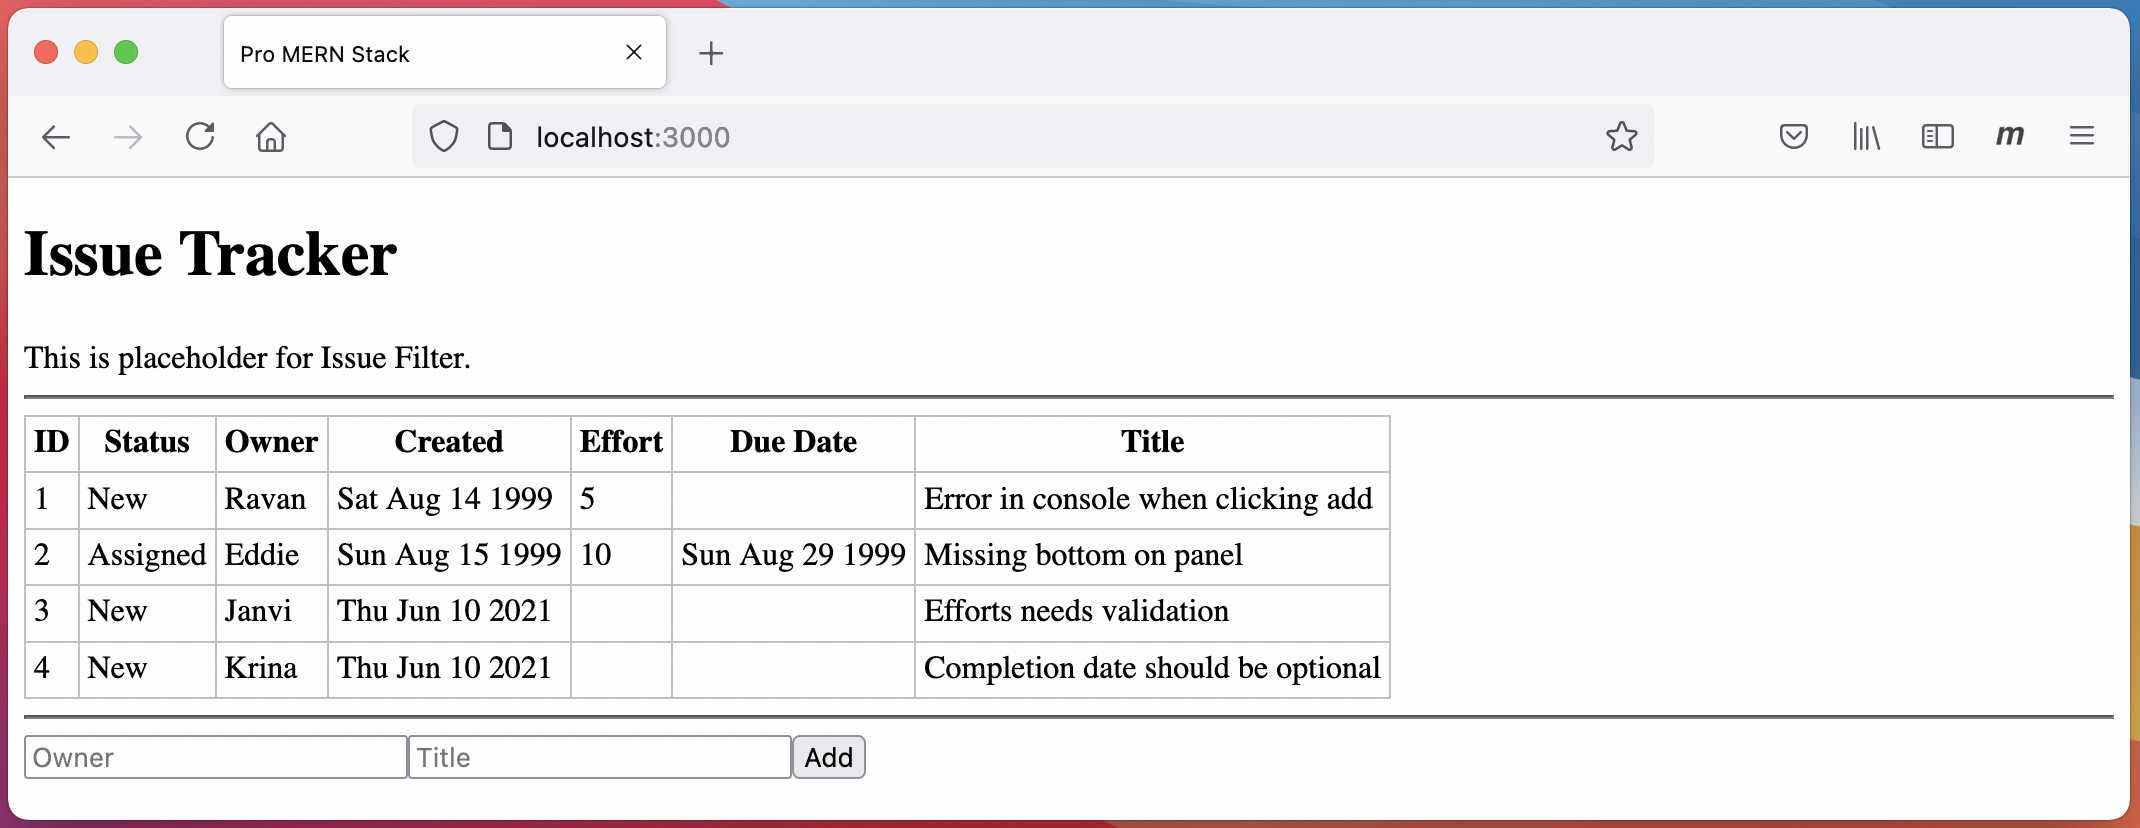 Pro MERN Stack
localhost:3000
m
Issue Tracker
This is placeholder for Issue Filter.
ID Status Owner Created Effort Due Date Title
1 New Ravan Sat Aug 14 1999 5 Error in console when clicking add
2 Assigned Eddie Sun Aug 15 1999 10 Sun Aug 29 1999 Missing bottom on panel
3 New Janvi Thu Jun 10 2021 Efforts needs validation
4 New Krina Thu Jun 10 2021 Completion date should be optional
Owner Title Add